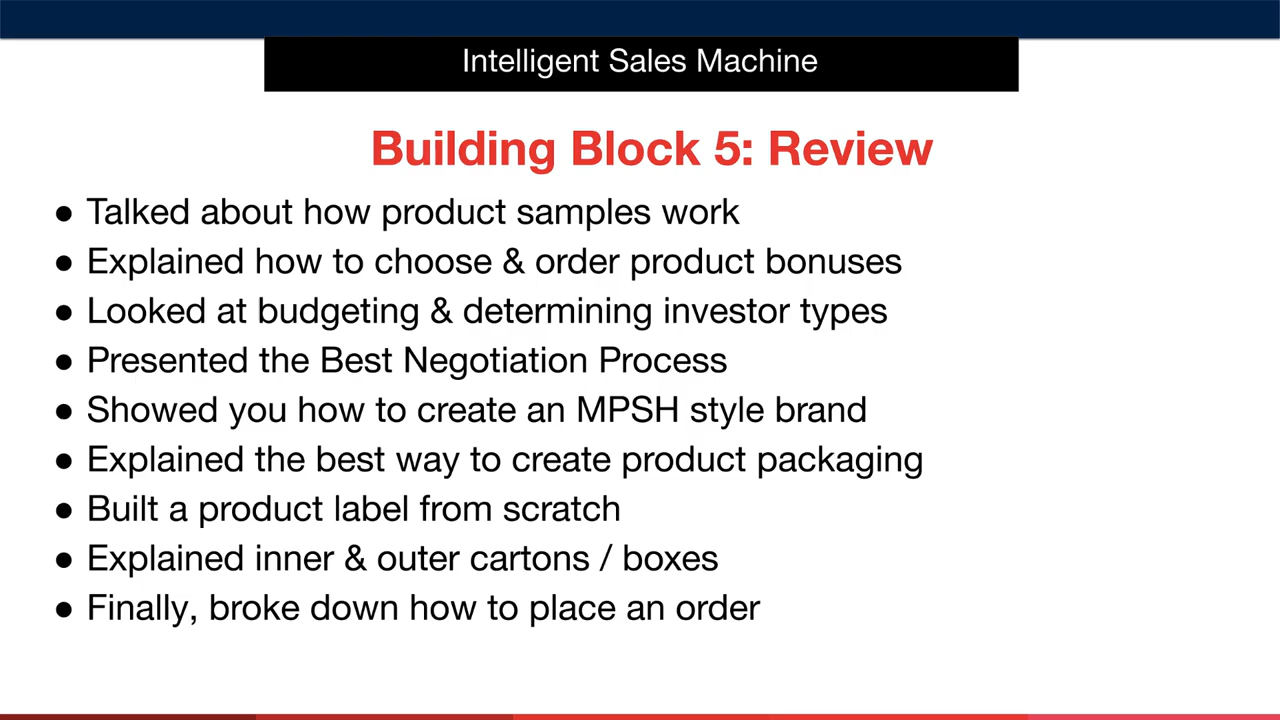 Intelligent Sales Machine
Building Block 5: Review
● Talked about how product samples work
● Explained how to choose & order product bonuses
● Looked at budgeting & determining investor types
● Presented the Best Negotiation Process
● Showed you how to create an MPSH style brand
● Explained the best way to create product packaging
● Built a product label from scratch
● Explained inner & outer cartons / boxes
● Finally, broke down how to place an order